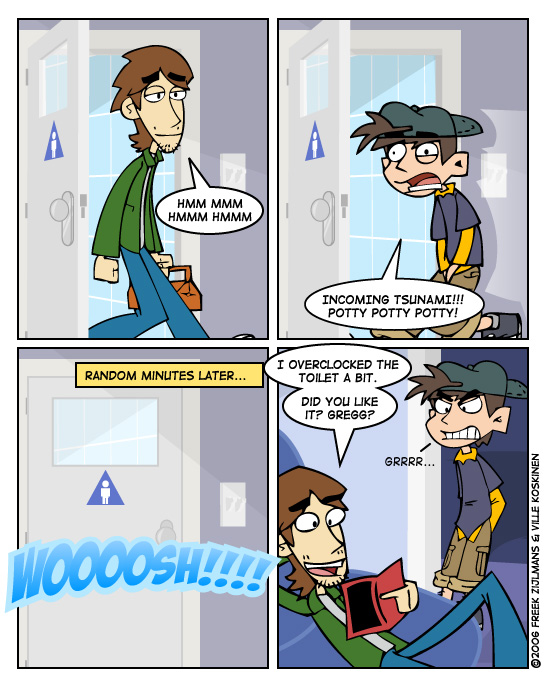 HMM MMM
HMMM HMMM
INCOMING TSUNAMI!!!
POTTY POTTY POTTY!
RANDOM MINUTES LATER...
WOOOOSH!!!!
I OVERCLOCKED THE
TOILET A BIT.
DID YOU LIKE
IT? GREGG?
GRRRR...
©2006 FREEK ZIJLMANS & VILLE KOSKINEN